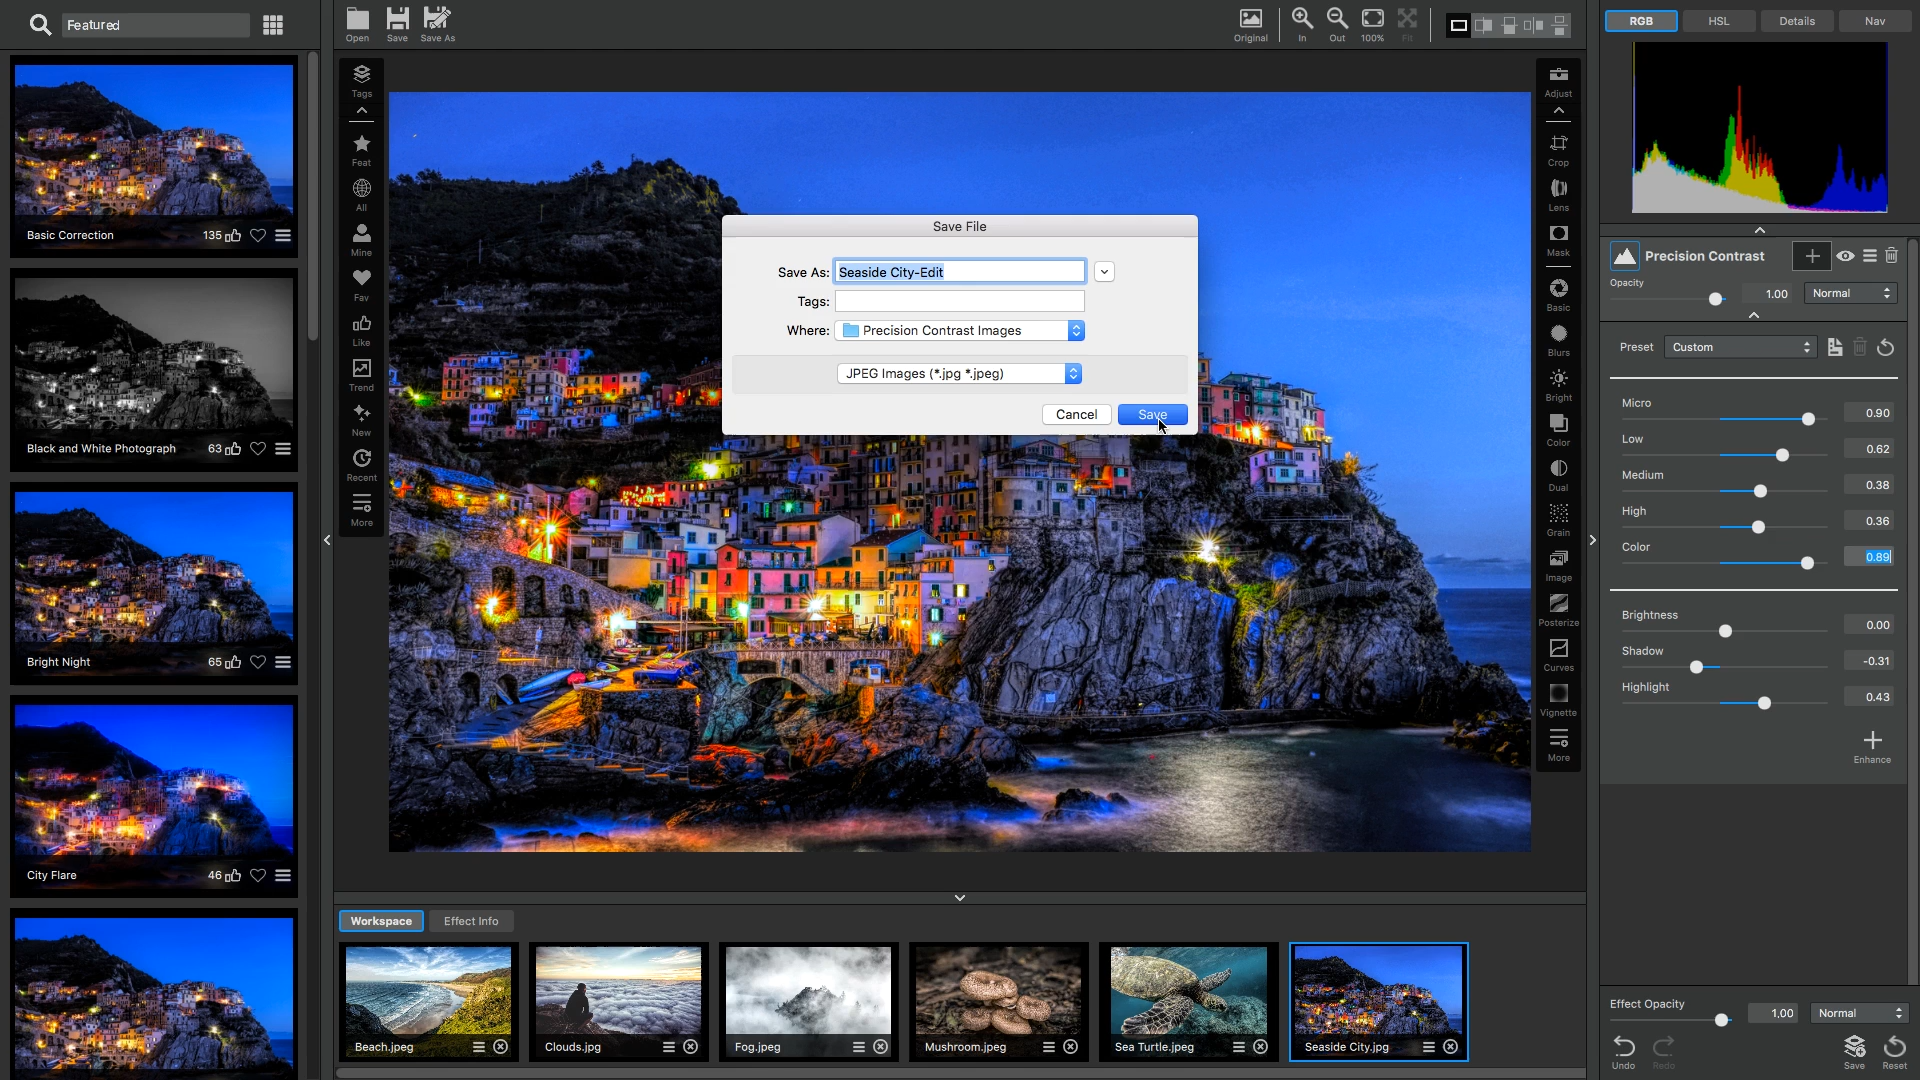 Featured
Open
Save
Save As
Original
In
Out
100%
Fit
RGB
HSL
Details
Nav
Basic Correction
135
Black and White Photograph
63
Bright Night
65
City Flare
46
Tags
Feat
All
Mine
Fav
Like
Trend
New
Recent
More
Save File
Save As: Seaside City-Edit
Tags:
Where: Precision Contrast Images
JPEG Images (*.jpg *.jpeg)
Cancel
Save
Adjust
Crop
Lens
Mask
Basic
Blurs
Bright
Color
Dual
Grain
Image
Posterize
Curves
Vignette
More
Precision Contrast
Opacity
1.00
Normal
Preset
Custom
Micro
0.90
Low
0.62
Medium
0.38
High
0.36
Color
0.89
Brightness
0.00
Shadow
-0.31
Highlight
0.43
Enhance
Workspace
Effect Info
Beach.jpeg
Clouds.jpg
Fog.jpeg
Mushroom.jpeg
Sea Turtle.jpeg
Seaside City.jpg
Effect Opacity
1.00
Normal
Undo
Redo
Save
Reset